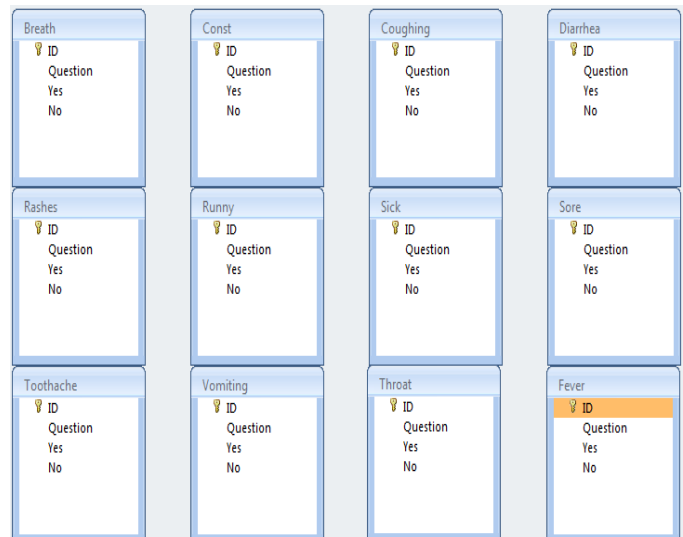 Breath
ID
Question
Yes
No
Const
ID
Question
Yes
No
Coughing
ID
Question
Yes
No
Diarrhea
ID
Question
Yes
No
Rashes
ID
Question
Yes
No
Runny
ID
Question
Yes
No
Sick
ID
Question
Yes
No
Sore
ID
Question
Yes
No
Toothache
ID
Question
Yes
No
Vomiting
ID
Question
Yes
No
Throat
ID
Question
Yes
No
Fever
ID
Question
Yes
No